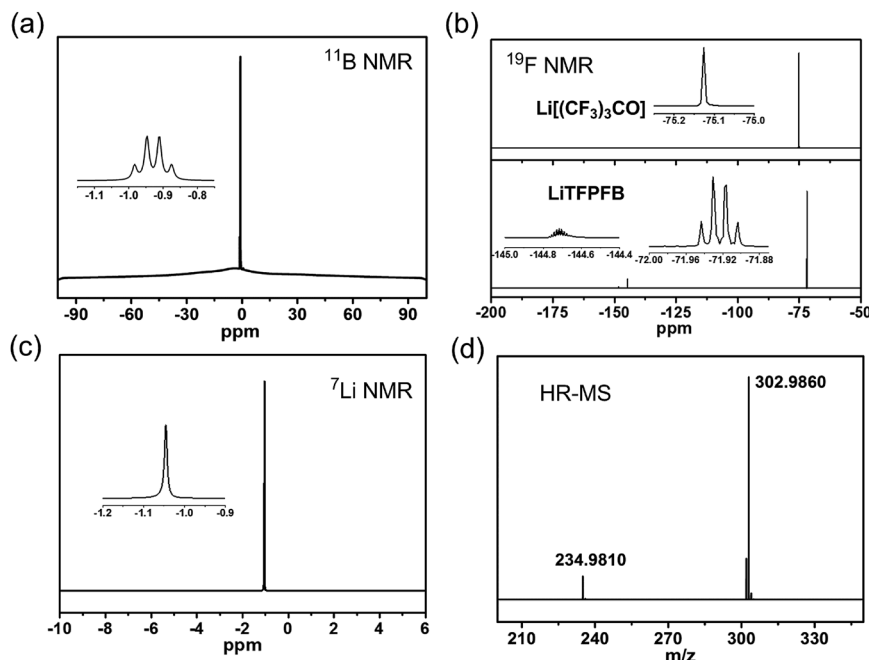 (a)
¹¹B NMR
-1.1 -1.0 -0.9 -0.8
-90 -60 -30 0 30 60 90
ppm
(b)
¹⁹F NMR
Li[(CF₃)₃CO]
-75.2 -75.1 -75.0
LiTFPFB
-145.0 -144.8 -144.6 -144.4
-72.00 -71.96 -71.92 -71.88
-200 -175 -150 -125 -100 -75 -50
ppm
(c)
⁷Li NMR
-1.2 -1.1 -1.0 -0.9
-10 -8 -6 -4 -2 0 2 4 6
ppm
(d)
HR-MS
302.9860
234.9810
210 240 270 300 330
m/z